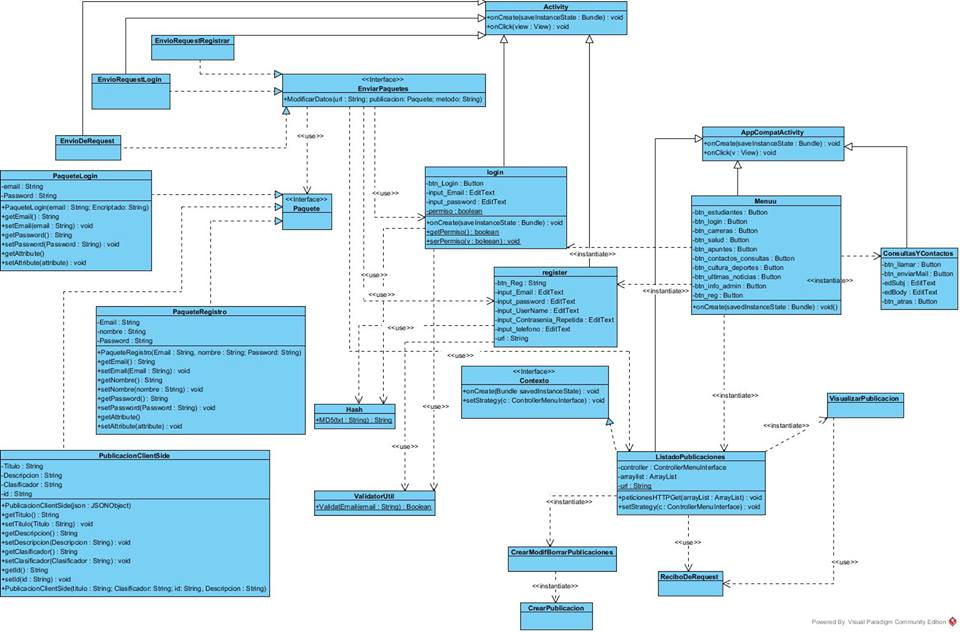 Activity
+onCreate(saveInstanceState : Bundle) : void
+onClick(view : View) : void
EnvioRequestRegistrar
EnvioRequestLogin
<<Interface>>
EnviarPaquetes
+ModificarDatos(url : String; publicacion : Paquete; metodo: String)
EnvioDeRequest
<<use>>
AppCompatActivity
+onCreate(saveInstanceState : Bundle) : void
+onClick(v : View) : void
PaqueteLogin
-email : String
-Password : String
+PaqueteLogin(email : String; Encriptado: String)
+getEmail() : String
+setEmail(email : String) : void
+getPassword() : String
+setPassword(Password : String) : void
+getAttribute()
+setAttribute(attribute) : void
<<Interface>>
Paquete
<<use>>
login
-btn_Login : Button
-input_Email : EditText
-input_password : EditText
-permiso : boolean
+onCreate(saveInstanceState : Bundle) : void
+getPermiso() : boolean
+serPermiso(v : boleean) : void
Menuu
-btn_estudiantes : Button
-btn_login : Button
-btn_carreras : Button
-btn_salud : Button
-btn_apuntes : Button
-btn_contactos_consultas : Button
-btn_cultura_deportes : Button
-btn_ultimas_noticias : Button
-btn_info_admin : Button
-btn_reg : Button
+onCreate(savedInstanceState : Bundle) : void()
ConsultasYContactos
-btn_llamar : Button
-btn_enviarMail : Button
-edSubj : EditText
-edBody : EditText
-btn_atras : Button
<<instantiate>>
<<instantiate>>
<<instantiate>>
<<use>>
<<use>>
register
-btn_Reg : String
-input_Email : EditText
-input_password : EditText
-input_UserName : EditText
-input_Contrasenia_Repetida : EditText
-input_telefono : EditText
-url : String
PaqueteRegistro
-Email : String
-nombre : String
-Password : String
+PaqueteRegistro(Email : String, nombre : String; Password: String)
+getEmail() : String
+setEmail(Email : String) : void
+getNombre() : String
+setNombre(nombre : String) : void
+getPassword() : String
+setPassword(Password : String) : void
+getAttribute()
+setAttribute(attribute) : void
<<use>>
<<use>>
<<Interface>>
Contexto
+onCreate(Bundle savedInstanceState) : void
+setStrategy(c : ControllerMenuInterface) : void
Hash
+MD5(txt : String) : String
<<use>>
<<use>>
<<instantiate>>
VisualizarPublicacion
<<instantiate>>
PublicacionClientSide
-Titulo : String
-Descripcion : String
-Clasificador : String
-id : String
+PublicacionClientSide(json : JSONObject)
+getTitulo() : String
+setTitulo(Titulo : String) : void
+getDescripcion() : String
+setDescripcion(Descripcion : String) : void
+getClasificador() : String
+setClasificador(Clasificador : String) : void
+getId() : String
+setId(id : String) : void
+PublicacionClientSide(titulo : String; Clasificador: String; id: String, Descripcion : String)
ValidatorUtil
+ValidatEmail(email : String) : Boolean
ListadoPublicaciones
-controller : ControllerMenuInterface
-arraylist : ArrayList
-url : String
+peticionesHTTPGet(arrayList : ArrayList) : void
+setStrategy(c : ControllerMenuInterface) : void
<<instantiate>>
CrearModifBorrarPublicaciones
<<instantiate>>
CrearPublicacion
<<use>>
<<use>>
ReciboDeRequest
Powered By Visual Paradigm Community Edition